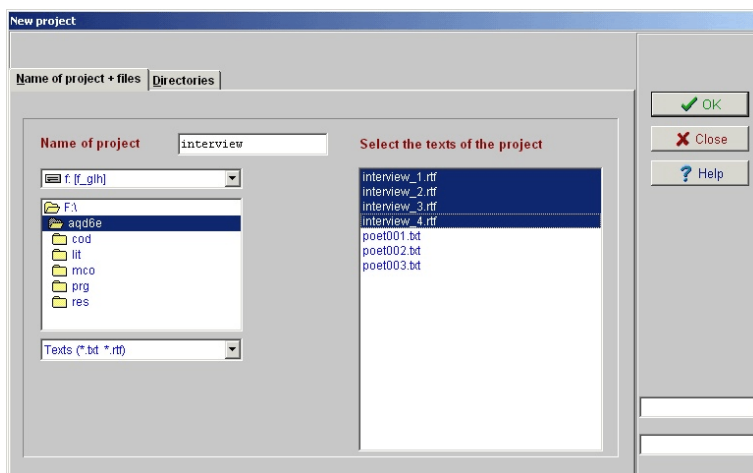 New project
Name of project + files
Directories
Name of project
interview
f: [f_glh]
F:\
aqd6e
cod
lit
mco
prg
res
Texts (*.txt *.rtf)
Select the texts of the project
interview_1.rtf
interview_2.rtf
interview_3.rtf
interview_4.rtf
poet001.txt
poet002.txt
poet003.txt
OK
Close
Help